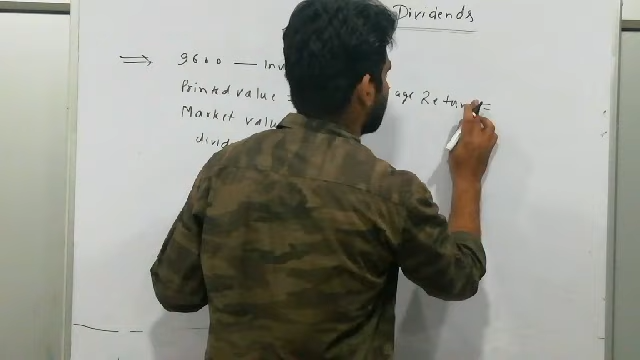 Dividends
⇒ 9600 — Inv
Printed value =
age Return =
Market valu
divid